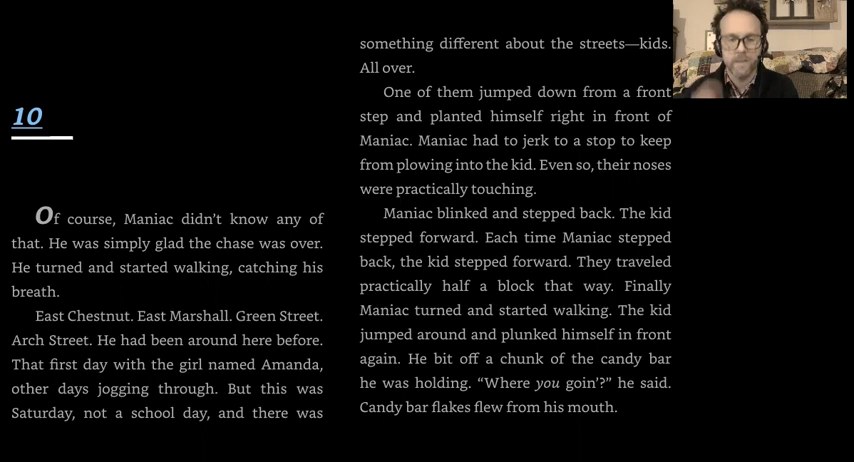 10
Of course, Maniac didn't know any of
that. He was simply glad the chase was over.
He turned and started walking, catching his
breath.
East Chestnut. East Marshall. Green Street.
Arch Street. He had been around here before.
That first day with the girl named Amanda,
other days jogging through. But this was
Saturday, not a school day, and there was
something different about the streets—kids.
All over.
One of them jumped down from a front
step and planted himself right in front of
Maniac. Maniac had to jerk to a stop to keep
from plowing into the kid. Even so, their noses
were practically touching.
Maniac blinked and stepped back. The kid
stepped forward. Each time Maniac stepped
back, the kid stepped forward. They traveled
practically half a block that way. Finally
Maniac turned and started walking. The kid
jumped around and plunked himself in front
again. He bit off a chunk of the candy bar
he was holding. “Where you goin’?” he said.
Candy bar flakes flew from his mouth.